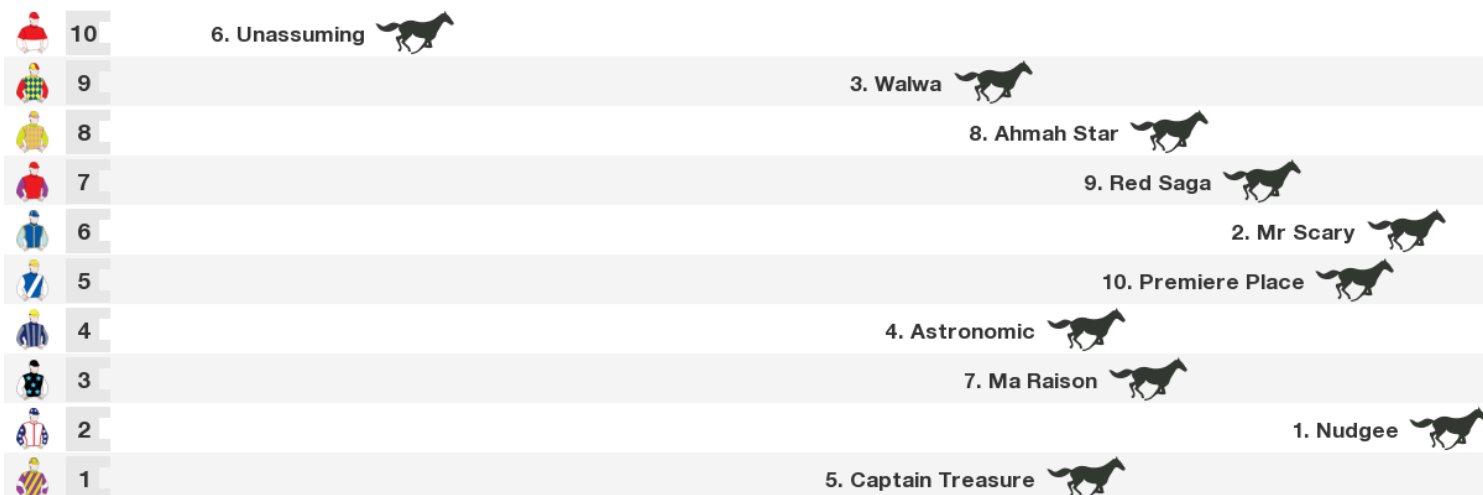 10 6. Unassuming
9 3. Walwa
8 8. Ahmah Star
7 9. Red Saga
6 2. Mr Scary
5 10. Premiere Place
4 4. Astronomic
3 7. Ma Raison
2 1. Nudgee
1 5. Captain Treasure